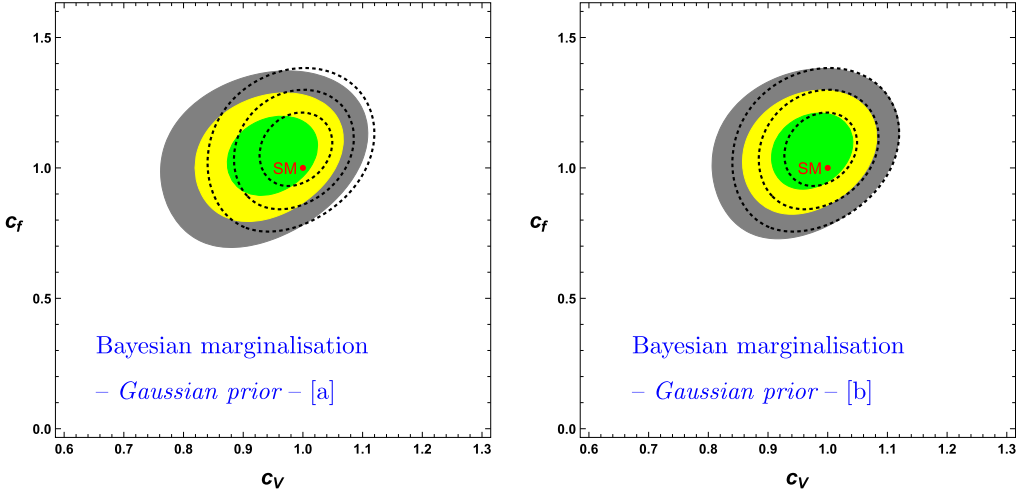 1.5
1.0
0.5
0.0
c_f
SM
Bayesian marginalisation
– Gaussian prior – [a]
0.6 0.7 0.8 0.9 1.0 1.1 1.2 1.3
c_V
1.5
1.0
0.5
0.0
c_f
SM
Bayesian marginalisation
– Gaussian prior – [b]
0.6 0.7 0.8 0.9 1.0 1.1 1.2 1.3
c_V